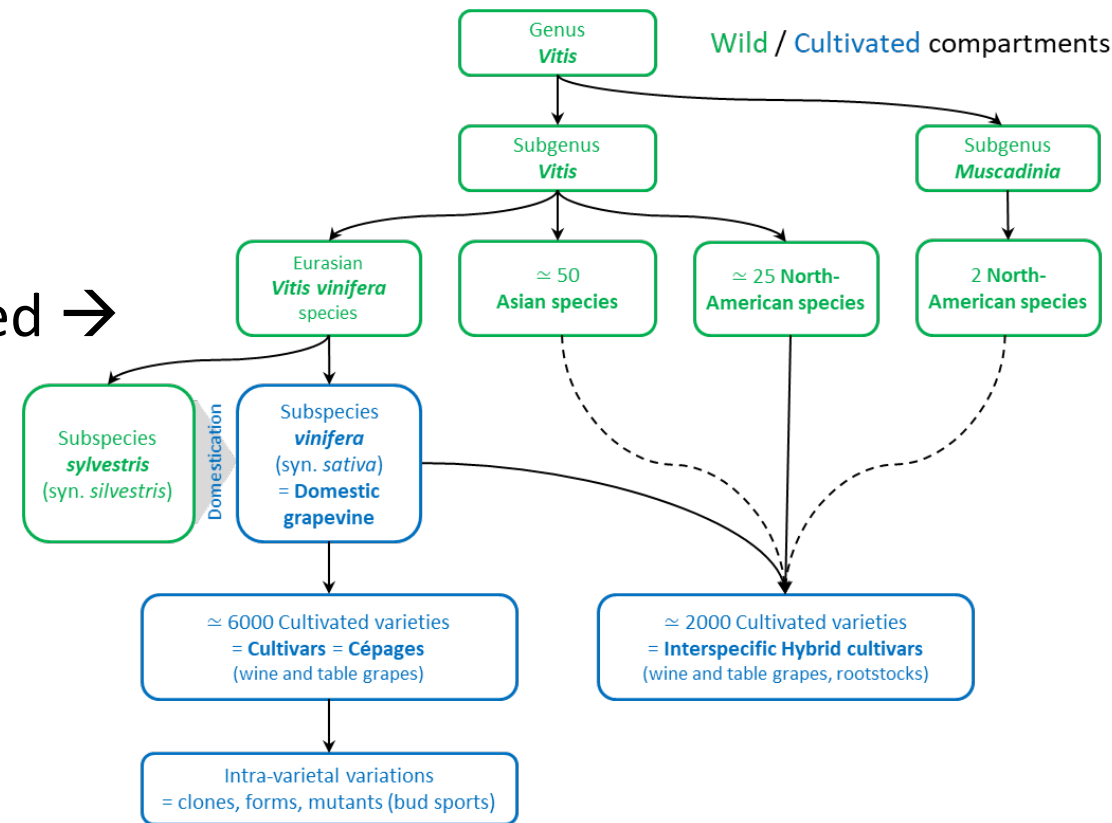 Genus
Vitis
Wild / Cultivated compartments
Subgenus
Vitis
Subgenus
Muscadinia
Eurasian
Vitis vinifera
species
≃ 50
Asian species
≃ 25 North-
American species
2 North-
American species
ed →
Subspecies
sylvestris
(syn. silvestris)
Domestication
Subspecies
vinifera
(syn. sativa)
= Domestic
grapevine
≃ 6000 Cultivated varieties
= Cultivars = Cépages
(wine and table grapes)
≃ 2000 Cultivated varieties
= Interspecific Hybrid cultivars
(wine and table grapes, rootstocks)
Intra-varietal variations
= clones, forms, mutants (bud sports)